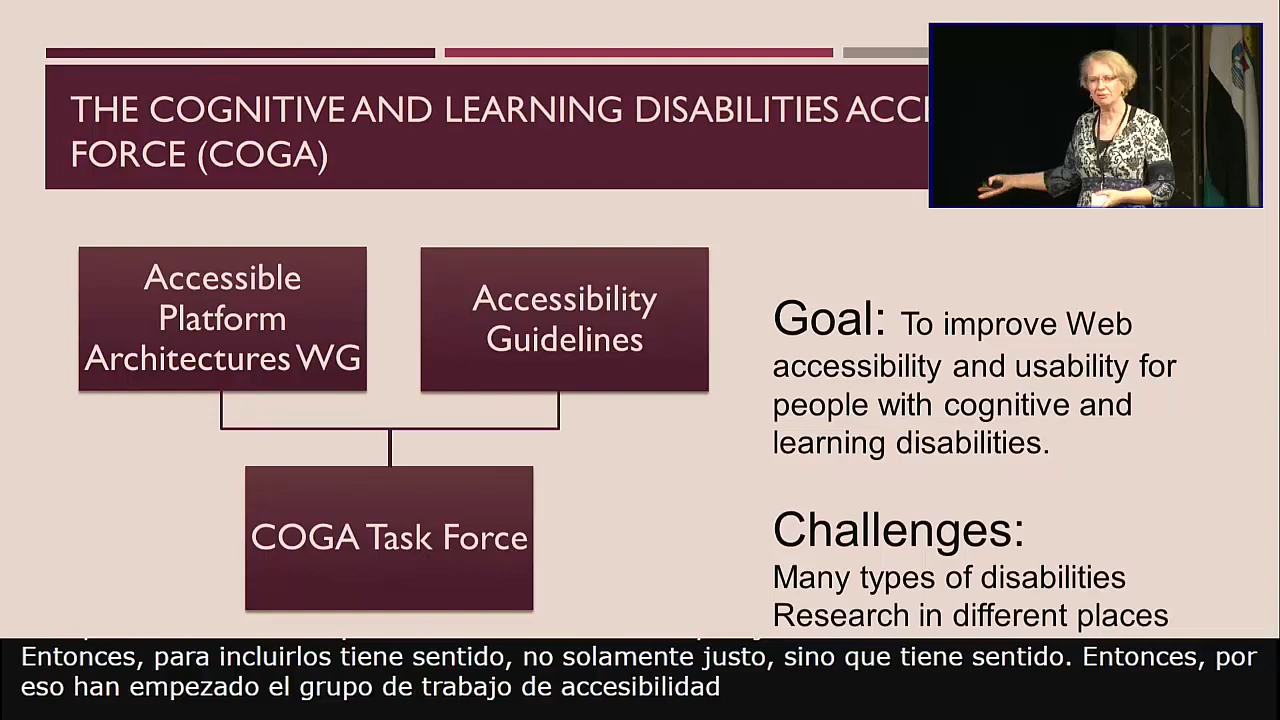 THE COGNITIVE AND LEARNING DISABILITIES
FORCE (COGA)
Accessible
Platform
Architectures WG
Accessibility
Guidelines
COGA Task Force
Goal: To improve Web
accessibility and usability for
people with cognitive and
learning disabilities.
Challenges:
Many types of disabilities
Research in different places
Entonces, para incluirlos tiene sentido, no solamente justo, sino que tiene sentido. Entonces, por
eso han empezado el grupo de trabajo de accesibilidad